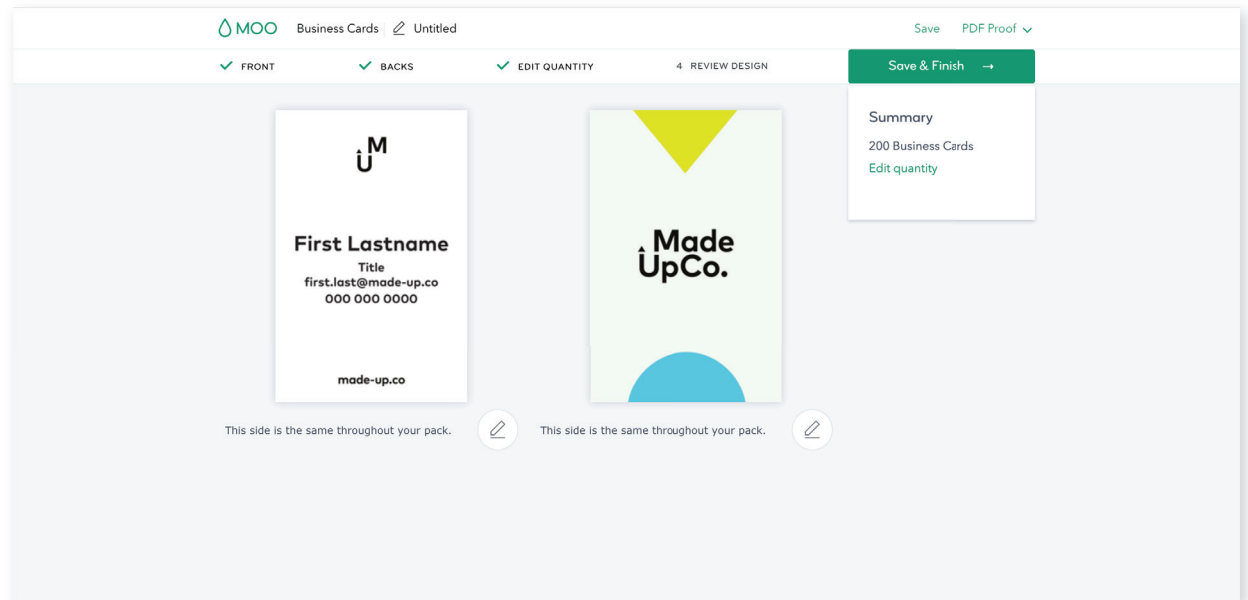 MOO Business Cards Untitled Save PDF Proof
FRONT BACKS EDIT QUANTITY 4 REVIEW DESIGN Save & Finish →
Summary
200 Business Cards
Edit quantity
UM
First Lastname
Title
first.last@made-up.co
000 000 0000
made-up.co
Made
UpCo.
This side is the same throughout your pack.
This side is the same throughout your pack.